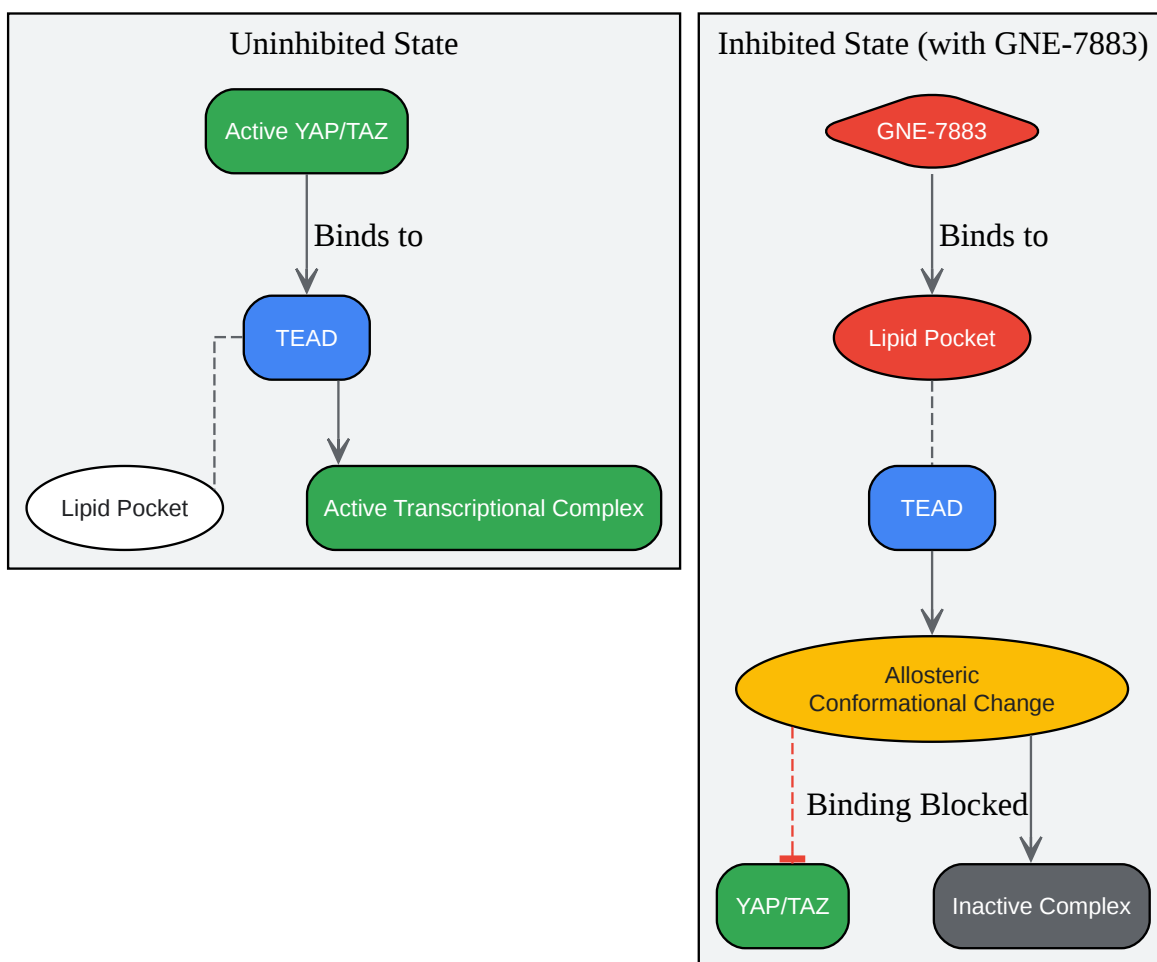 Uninhibited State
Active YAP/TAZ
Binds to
TEAD
Lipid Pocket
Active Transcriptional Complex
Inhibited State (with GNE-7883)
GNE-7883
Binds to
Lipid Pocket
TEAD
Allosteric
Conformational Change
Binding Blocked
YAP/TAZ
Inactive Complex